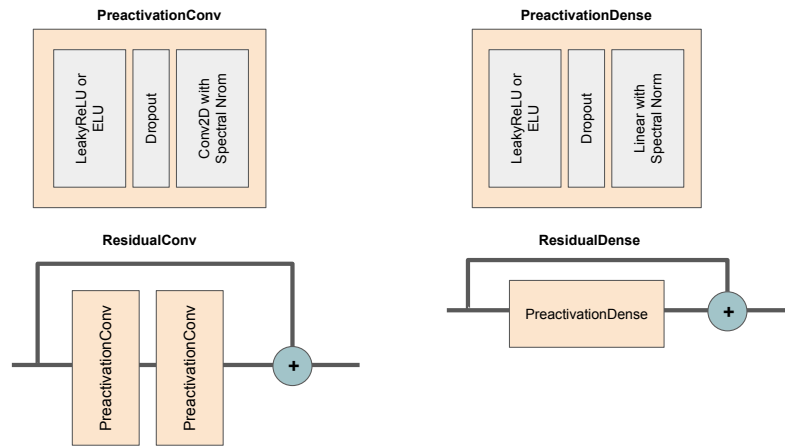 PreactivationConv
LeakyReLU or
ELU
Dropout
Conv2D with
Spectral Nrom
PreactivationDense
LeakyReLU or
ELU
Dropout
Linear with
Spectral Norm
ResidualConv
PreactivationConv
PreactivationConv
+
ResidualDense
PreactivationDense
+